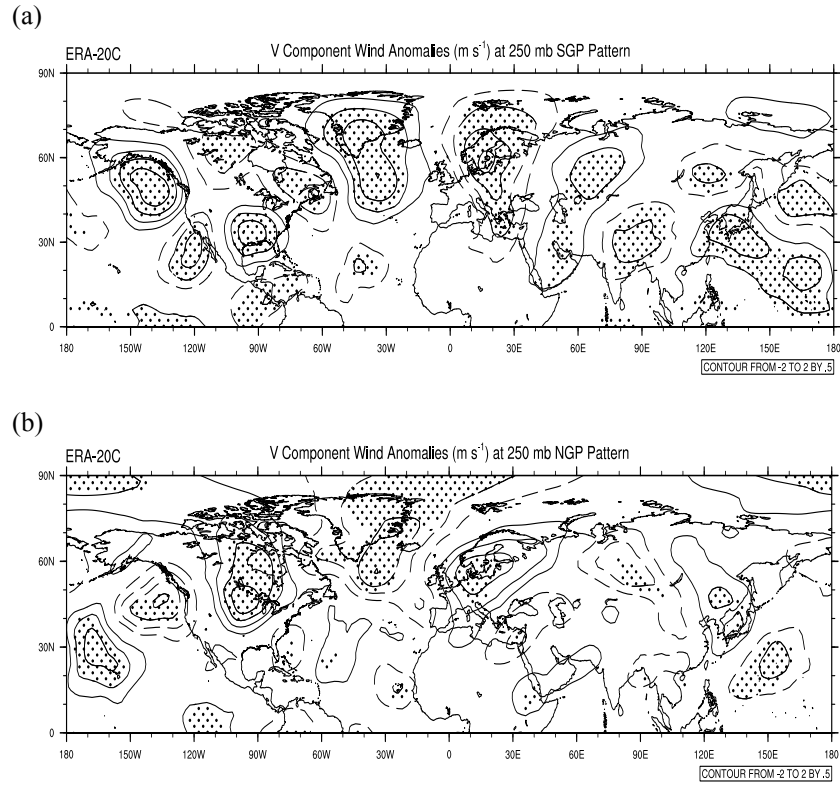 (a)
ERA-20C V Component Wind Anomalies (m s⁻¹) at 250 mb SGP Pattern
90N
60N
30N
0
180 150W 120W 90W 60W 30W 0 30E 60E 90E 120E 150E 180
CONTOUR FROM -2 TO 2 BY .5
(b)
ERA-20C V Component Wind Anomalies (m s⁻¹) at 250 mb NGP Pattern
90N
60N
30N
0
180 150W 120W 90W 60W 30W 0 30E 60E 90E 120E 150E 180
CONTOUR FROM -2 TO 2 BY .5